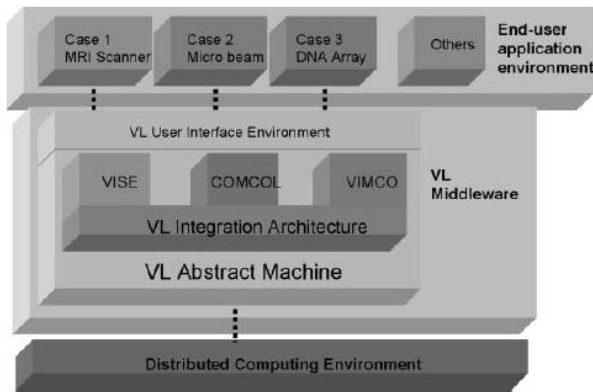 Case 1
MRI Scanner
Case 2
Micro beam
Case 3
DNA Array
Others
End-user
application
environment
VL User Interface Environment
VISE
COMCOL
VIMCO
VL Integration Architecture
VL Abstract Machine
VL
Middleware
Distributed Computing Environment